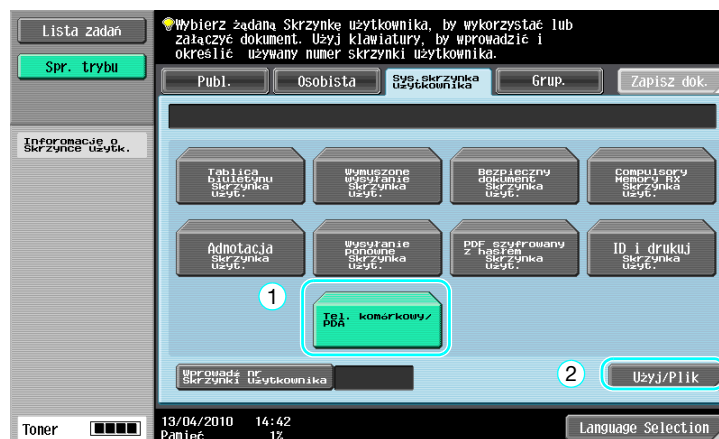 Lista zadań
Spr. trybu
Inforomacje o
Skrzynce użytk.
Wybierz żądaną Skrzynkę użytkownika, by wykorzystać lub
załączyć dokument. Użyj klawiatury, by wprowadzić i
określić używany numer skrzynki użytkownika.
Publ.
Osobista
Sys.skrzynka
użytkownika
Grup.
Zapisz dok.
Tablica
biuletynu
Skrzynka
użyt.
Wymuszone
wysyłanie
Skrzynka
użyt.
Bezpieczny
dokument
Skrzynka
użyt.
Compulsory
Memory RX
Skrzynka
użyt.
Adnotacja
Skrzynka
użyt.
Wysyłanie
ponowne
Skrzynka
użyt.
PDF szyfrowany
z hasłem
Skrzynka
użyt.
ID i drukuj
Skrzynka
użyt.
1
Tel. komórkowy/
PDA
Wprowadź nr
Skrzynki użytkownika
2
Użyj/Plik
Toner
13/04/2010 14:42
Pamięć 1%
Language Selection